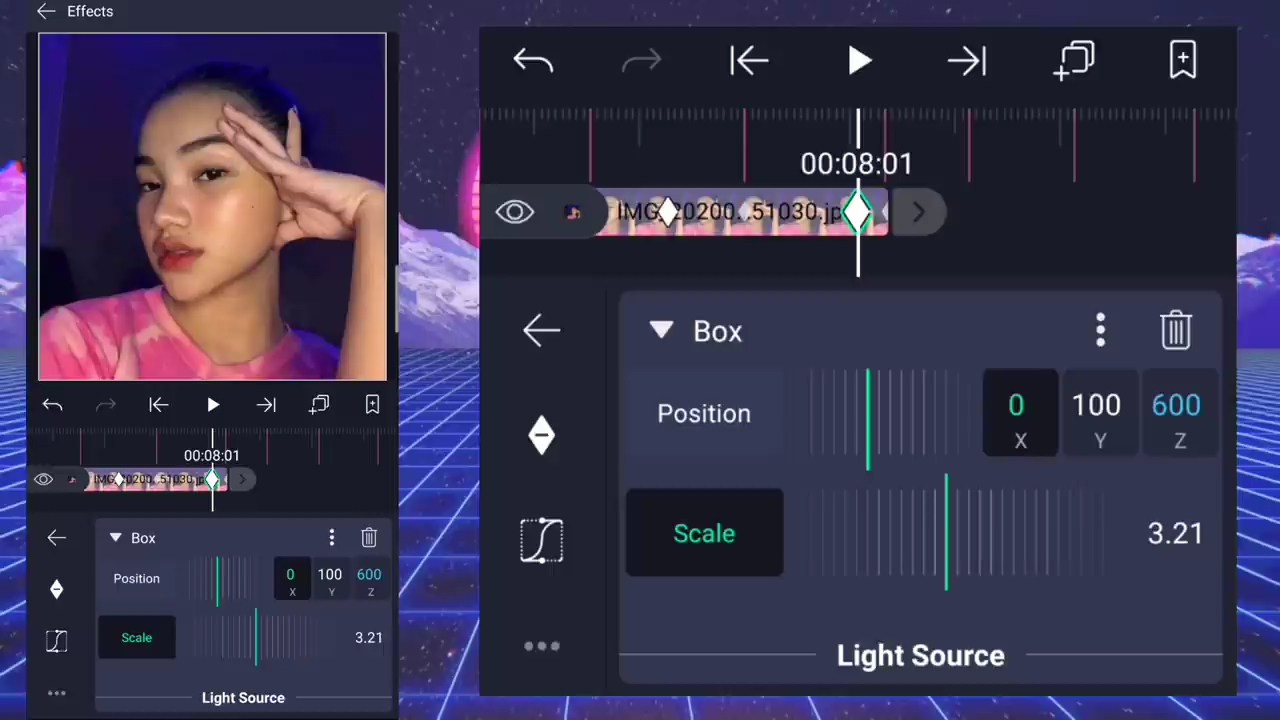 Effects
00:08:01
IMG_20200...51030.jp
Box
Position
0
100
600
X
Y
Z
Scale
3.21
Light Source
00:08:01
IMG_20200...51030.jp
Box
Position
0
100
600
X
Y
Z
Scale
3.21
Light Source